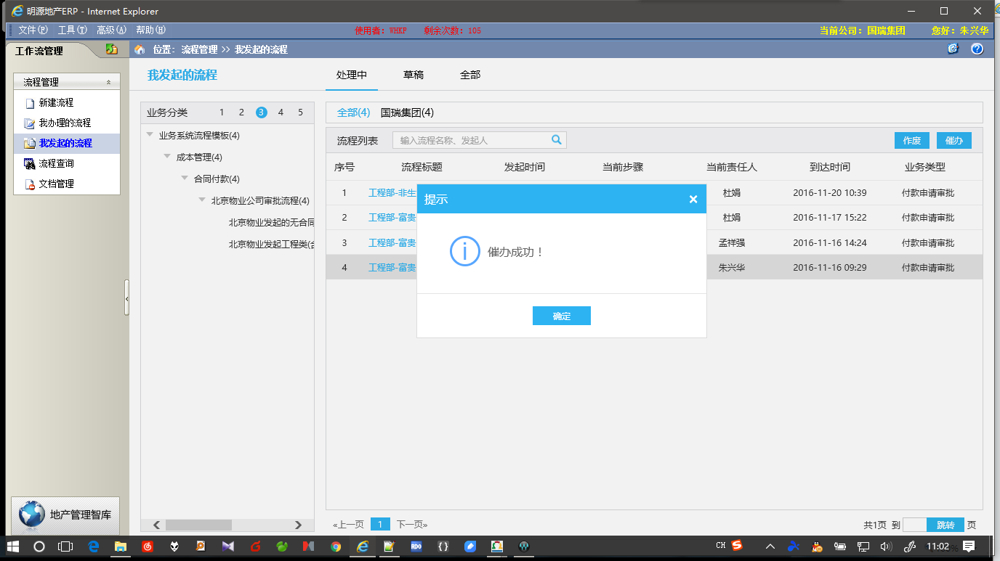 明源地产ERP - Internet Explorer
文件(F) 工具(T) 高级(A) 帮助(H) 使用者: WHKF 剩余次数: 105 当前公司: 国瑞集团 您好: 朱兴华
工作流管理
位置: 流程管理 >> 我发起的流程
流程管理
新建流程
我办理的流程
我发起的流程
流程查询
文档管理
地产管理智库
我发起的流程
处理中 草稿 全部
业务分类 1 2 3 4 5
业务系统流程模板(4)
成本管理(4)
合同付款(4)
北京物业公司审批流程(4)
北京物业发起的无合同
北京物业发起工程类(合
全部(4) 国瑞集团(4)
流程列表 输入流程名称、发起人 作废 催办
序号 流程标题 发起时间 当前步骤 当前责任人 到达时间 业务类型
1 工程部-非生 杜娟 2016-11-20 10:39 付款申请审批
2 工程部-富贵 杜娟 2016-11-17 15:22 付款申请审批
3 工程部-富贵 孟祥强 2016-11-16 14:24 付款申请审批
4 工程部-富贵 朱兴华 2016-11-16 09:29 付款申请审批
提示 ×
催办成功！
确定
«上一页 1 下一页» 共1页 到 跳转 页
RDO CH 11:02